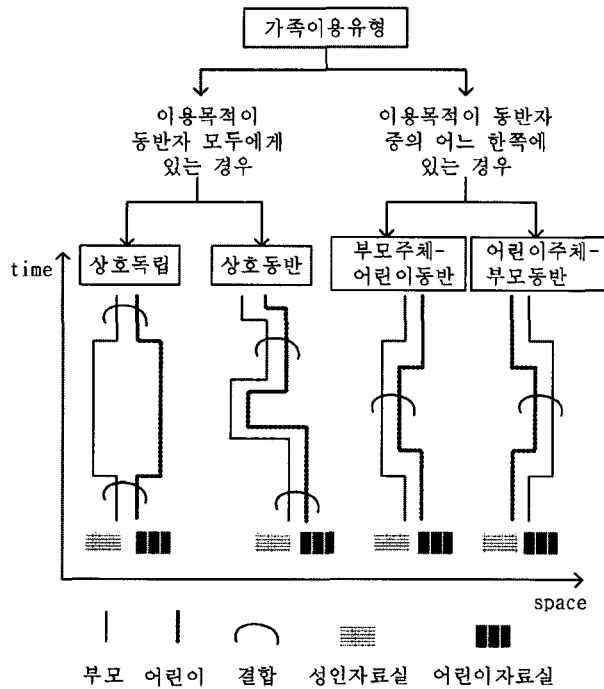 가족이용유형
이용목적이
동반자 모두에게
있는 경우
이용목적이 동반자
중의 어느 한쪽에
있는 경우
time
상호독립
상호동반
부모주체-
어린이동반
어린이주체-
부모동반
space
부모 어린이 결합 성인자료실 어린이자료실